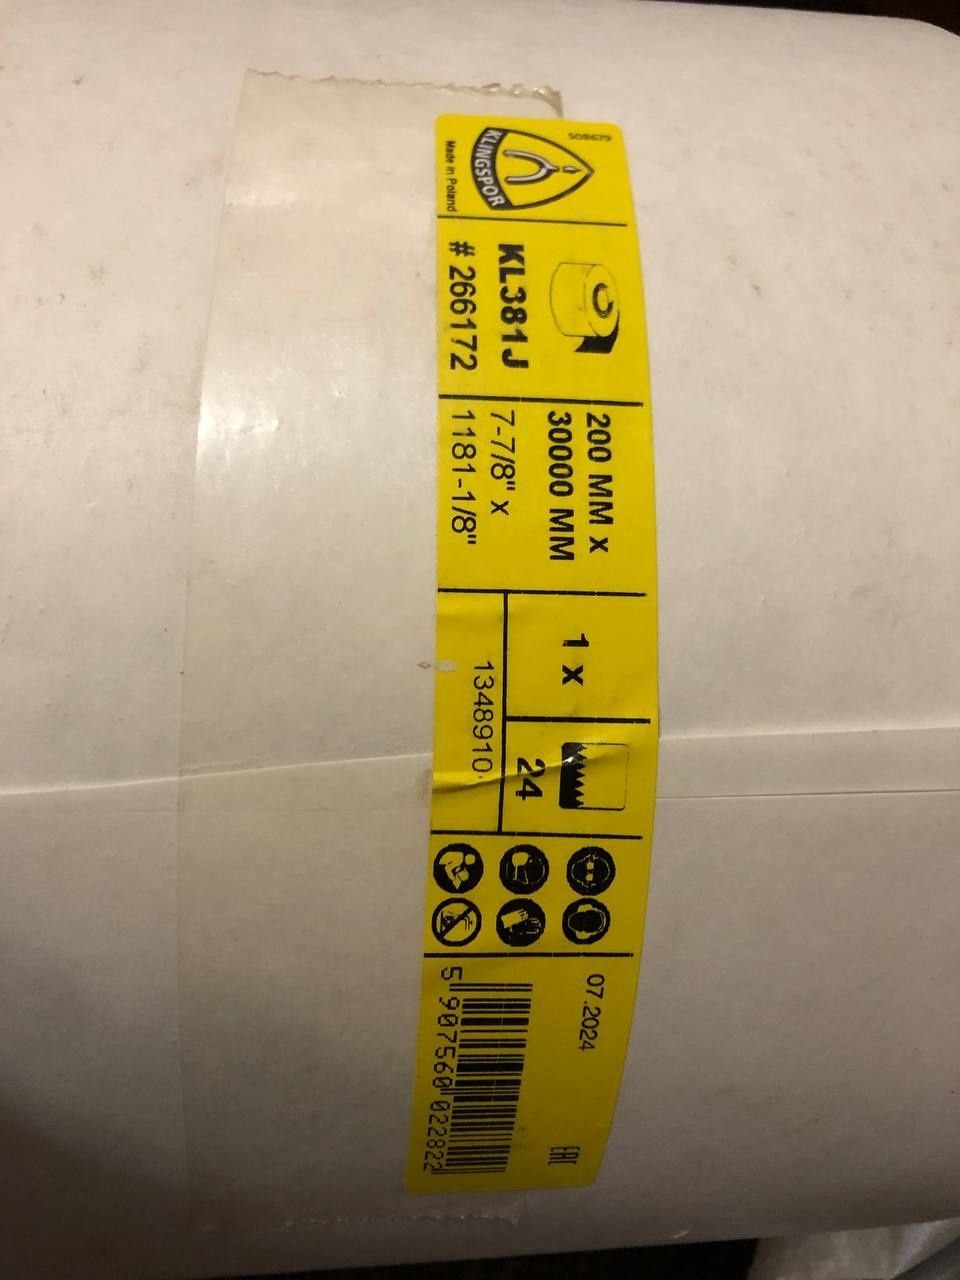 508679
KLINGSPOR
Made in Poland
KL381J
# 266172
200 MM x
30000 MM
7-7/8" x
1181-1/8"
1 x
24
1348910
07.2024
EAC
5 907560 022822